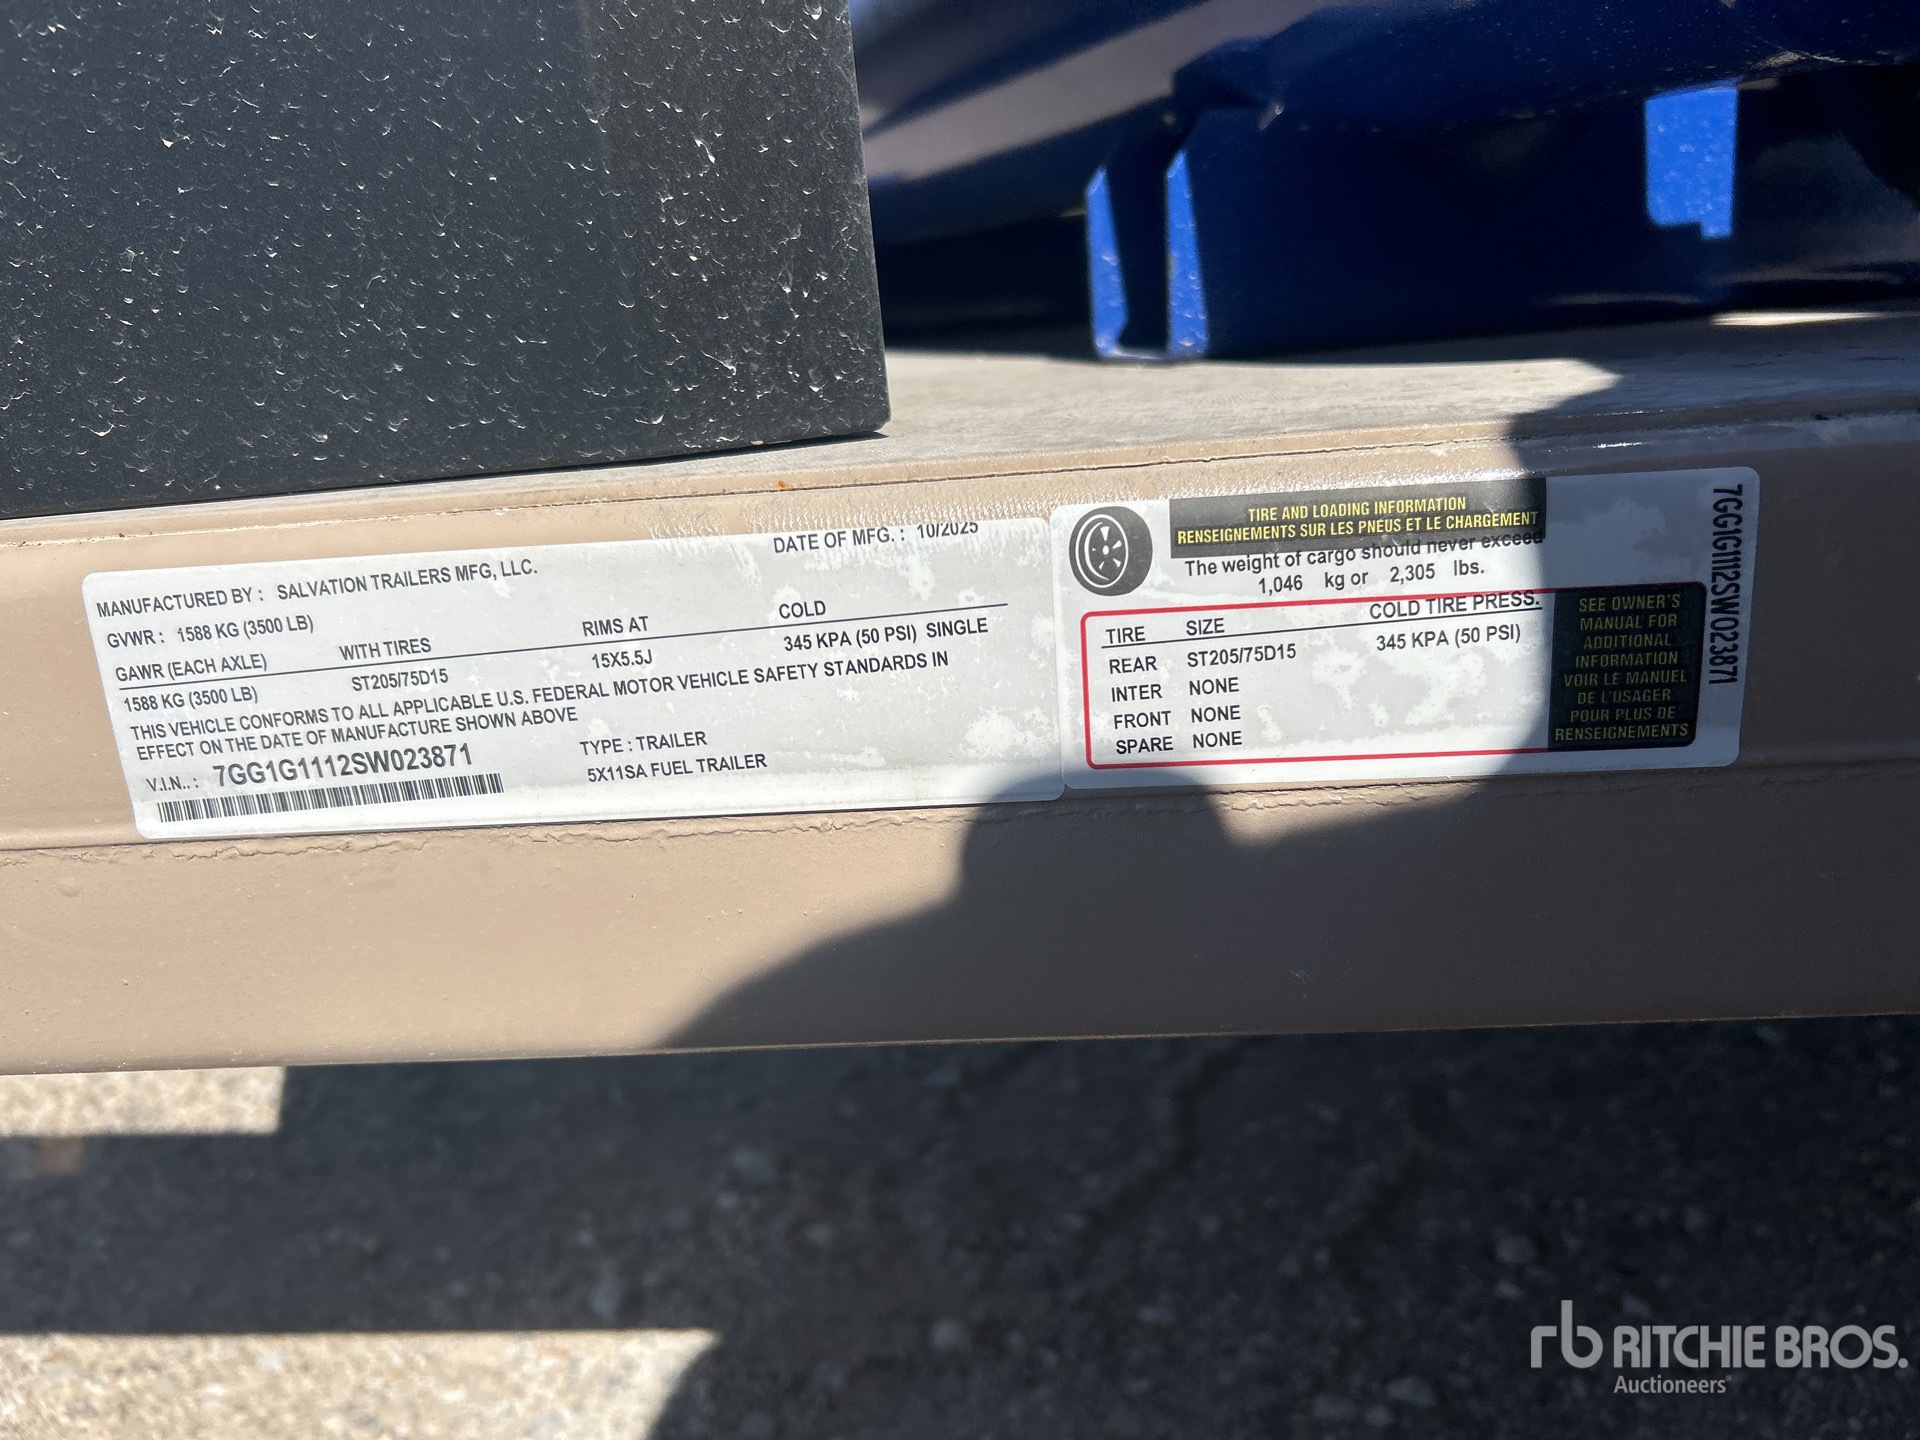 MANUFACTURED BY : SALVATION TRAILERS MFG, LLC. DATE OF MFG. : 10/2025
GVWR : 1588 KG (3500 LB)
GAWR (EACH AXLE) WITH TIRES RIMS AT COLD
1588 KG (3500 LB) ST205/75D15 15X5.5J 345 KPA (50 PSI) SINGLE
THIS VEHICLE CONFORMS TO ALL APPLICABLE U.S. FEDERAL MOTOR VEHICLE SAFETY STANDARDS IN
EFFECT ON THE DATE OF MANUFACTURE SHOWN ABOVE
V.I.N.. : 7GG1G1112SW023871 TYPE : TRAILER
5X11SA FUEL TRAILER
TIRE AND LOADING INFORMATION
RENSEIGNEMENTS SUR LES PNEUS ET LE CHARGEMENT
The weight of cargo should never exceed
1,046 kg or 2,305 lbs.
TIRE SIZE COLD TIRE PRESS.
REAR ST205/75D15 345 KPA (50 PSI)
INTER NONE
FRONT NONE
SPARE NONE
SEE OWNER'S
MANUAL FOR
ADDITIONAL
INFORMATION
VOIR LE MANUEL
DE L'USAGER
POUR PLUS DE
RENSEIGNEMENTS
7GG1G1112SW023871
rb RITCHIE BROS.
Auctioneers